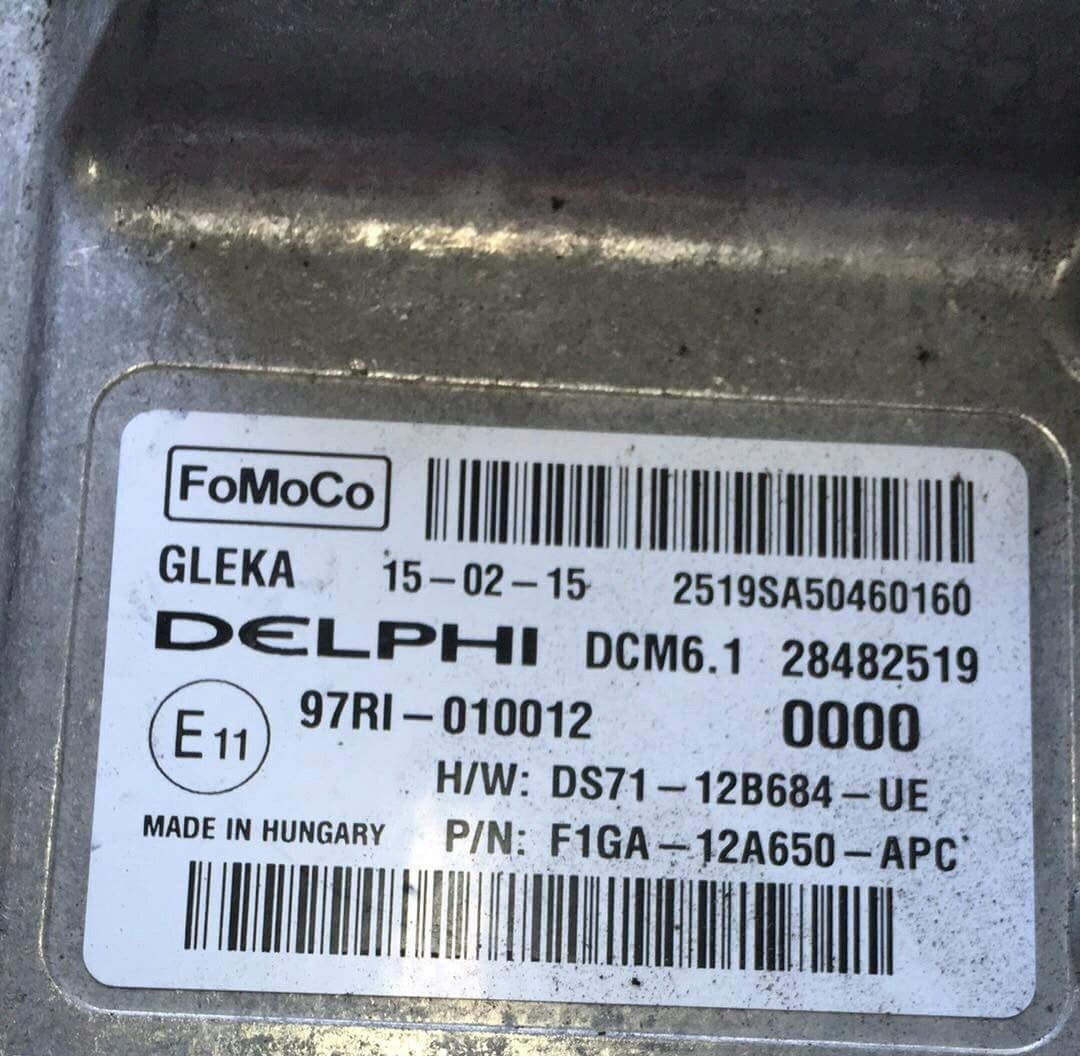 FoMoCo
GLEKA 15-02-15 2519SA50460160
DELPHI DCM6.1 28482519
E11 97RI-010012 0000
H/W: DS71-12B684-UE
MADE IN HUNGARY P/N: F1GA-12A650-APC